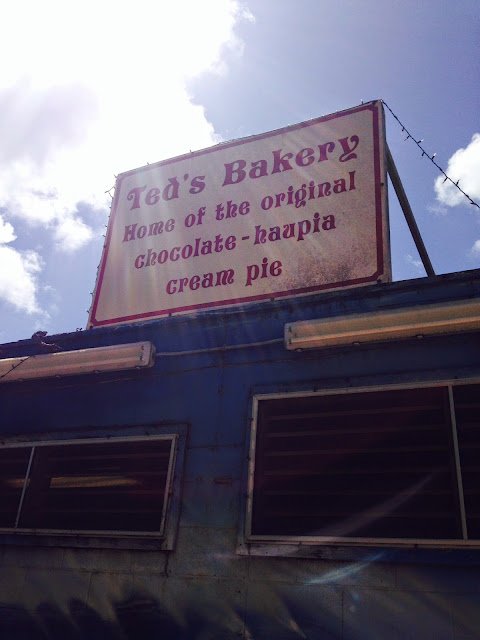 Ted's Bakery
Home of the original
chocolate-haupia
cream pie